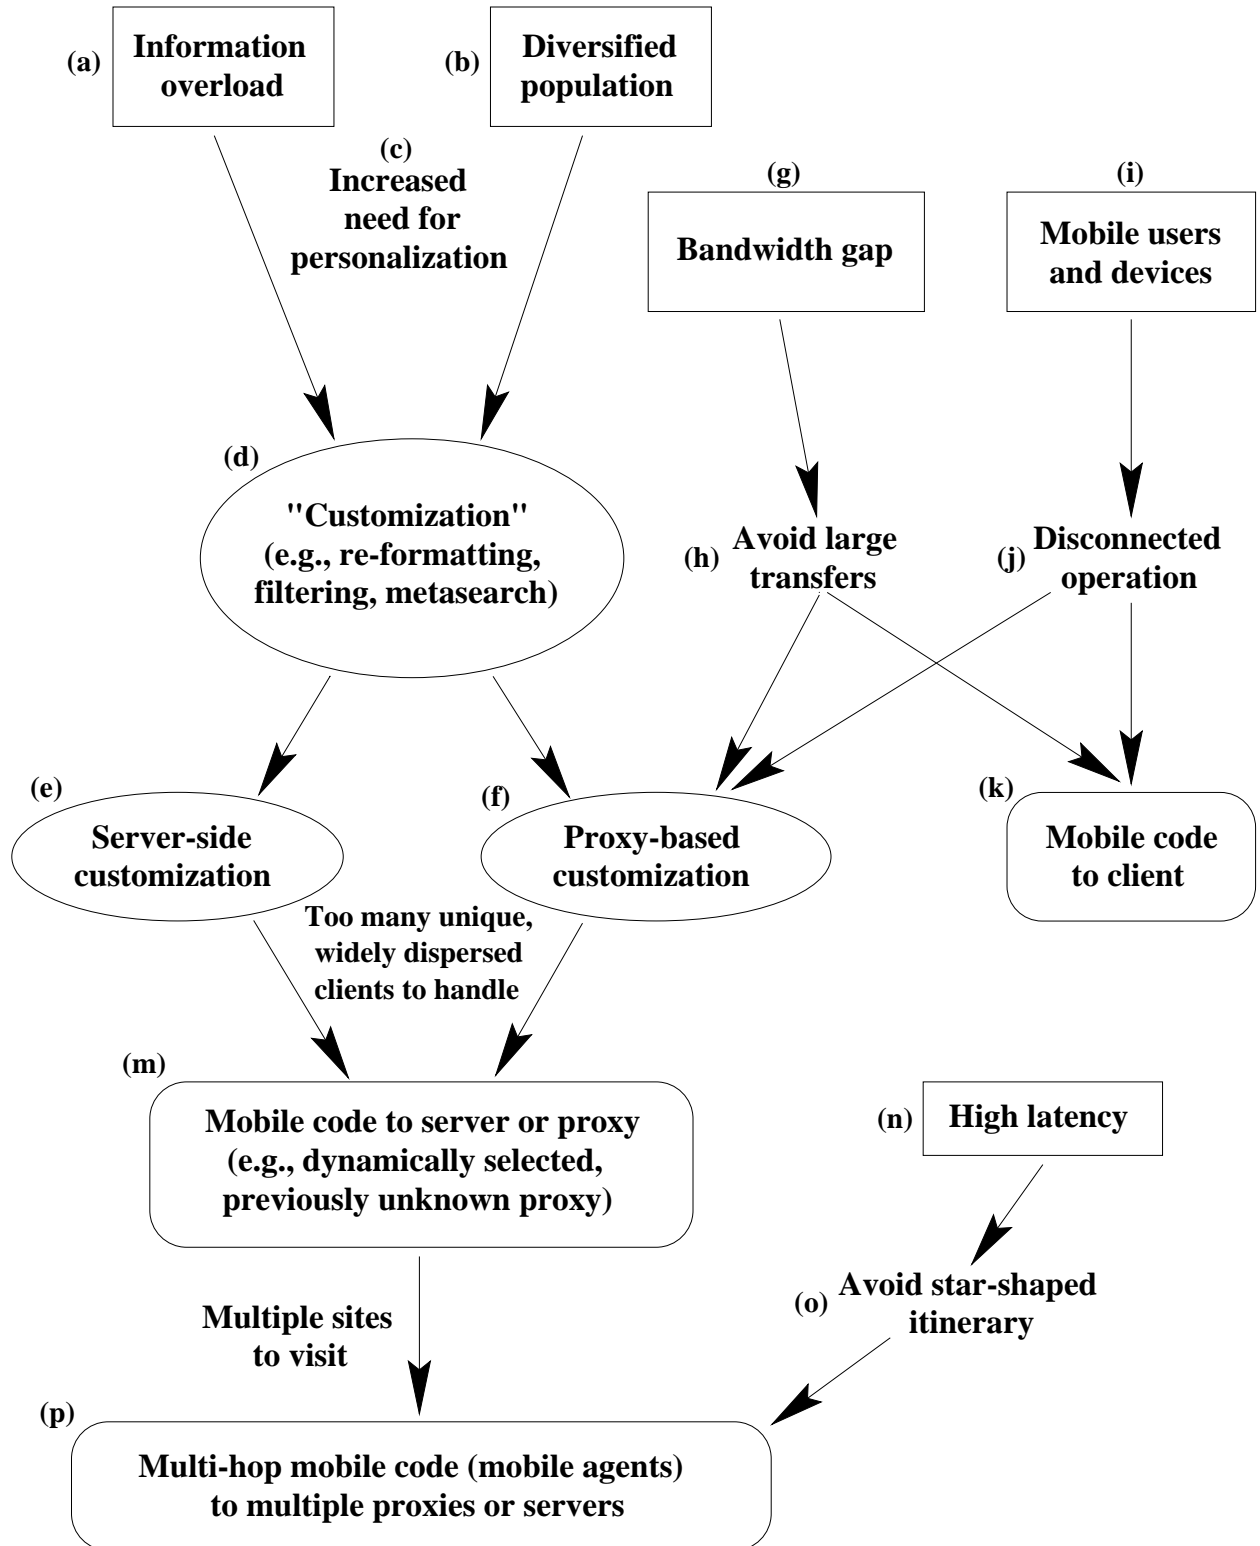 (a)
Information
overload
(b)
Diversified
population
(c)
Increased
need for
personalization
(g)
Bandwidth gap
(i)
Mobile users
and devices
(d)
"Customization"
(e.g., re-formatting,
filtering, metasearch)
(h)
Avoid large
transfers
(j)
Disconnected
operation
(e)
Server-side
customization
(f)
Proxy-based
customization
(k)
Mobile code
to client
Too many unique,
widely dispersed
clients to handle
(m)
Mobile code to server or proxy
(e.g., dynamically selected,
previously unknown proxy)
(n)
High latency
Multiple sites
to visit
(o)
Avoid star-shaped
itinerary
(p)
Multi-hop mobile code (mobile agents)
to multiple proxies or servers